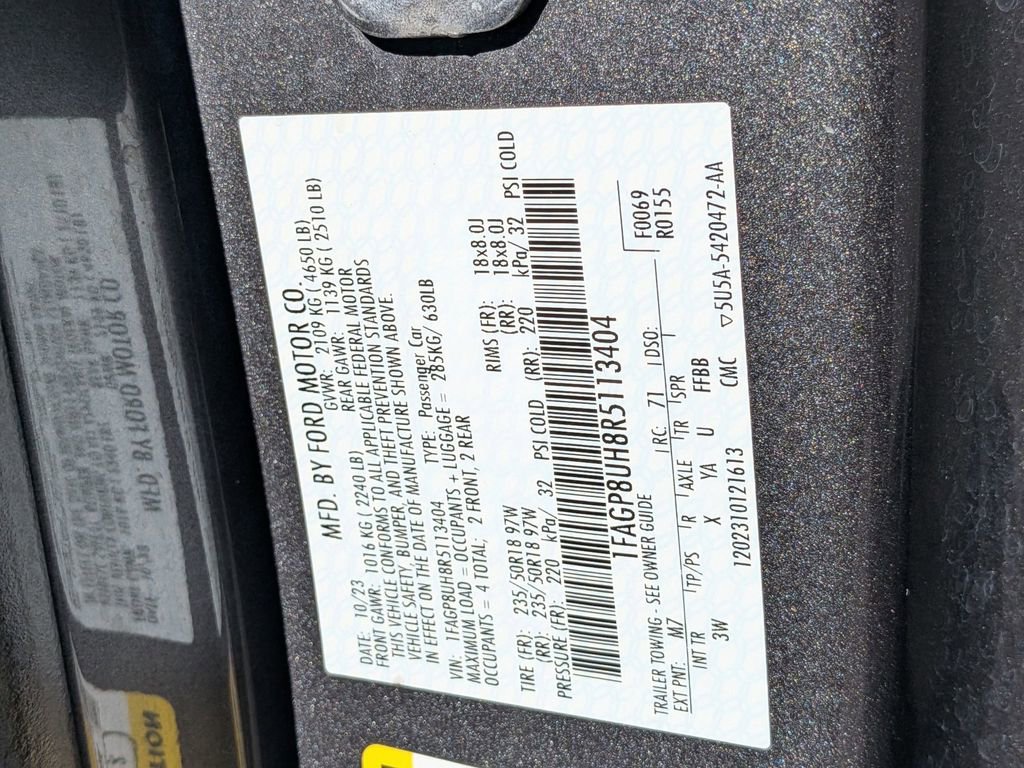 MFD. BY FORD MOTOR CO.
DATE: 10/23 GVWR: 2109 KG ( 4650 LB)
FRONT GAWR: 1016 KG ( 2240 LB) REAR GAWR: 1139 KG ( 2510 LB)
THIS VEHICLE CONFORMS TO ALL APPLICABLE FEDERAL MOTOR
VEHICLE SAFETY, BUMPER, AND THEFT PREVENTION STANDARDS
IN EFFECT ON THE DATE OF MANUFACTURE SHOWN ABOVE.
VIN: 1FAGP8UH8R5113404 TYPE: Passenger Car
MAXIMUM LOAD = OCCUPANTS + LUGGAGE = 285KG/ 630LB
OCCUPANTS = 4 TOTAL; 2 FRONT, 2 REAR
TIRE (FR): 235/50R18 97W RIMS (FR): 18x8.0J
(RR): 235/50R18 97W (RR): 18x8.0J
PRESSURE (FR): 220 kPa/ 32 PSI COLD (RR): 220 kPa/ 32 PSI COLD
1FAGP8UH8R5113404
TRAILER TOWING - SEE OWNER GUIDE F0069
EXT PNT: M7 RC: 71 DSO: R0155
INT TR TP/PS R AXLE TR SPR
3W X YA U FFBB
1202310121613 CMC ▽5U5A-5420472-AA